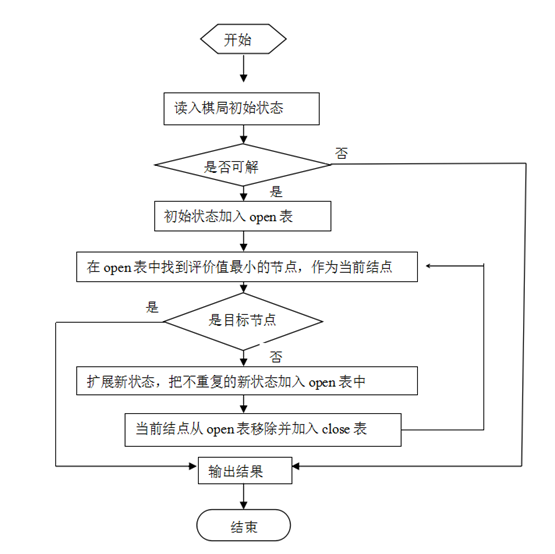 开始
读入棋局初始状态
是否可解
否
是
初始状态加入 open 表
在 open 表中找到评价值最小的节点，作为当前结点
是
是目标节点
否
扩展新状态，把不重复的新状态加入 open 表中
当前结点从 open 表移除并加入 close 表
输出结果
结束